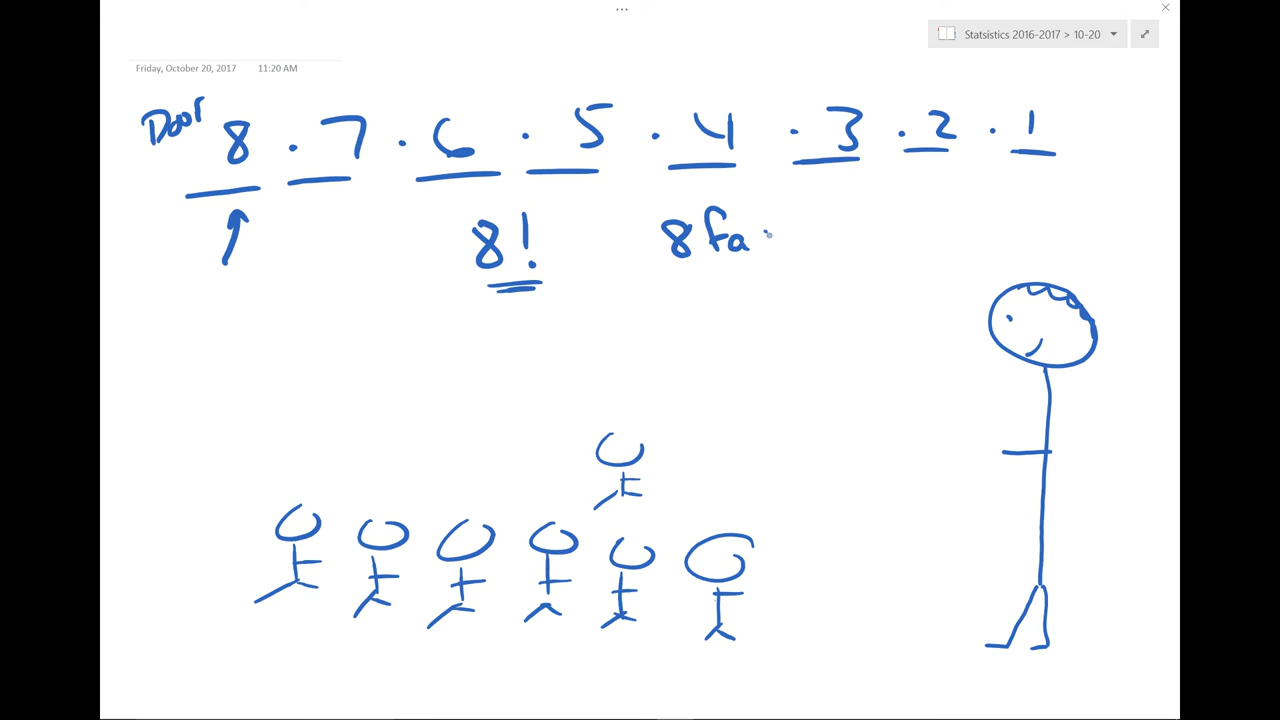 ...
Statsistics 2016-2017 > 10-20
Friday, October 20, 2017 11:20 AM
Door 8 · 7 · 6 · 5 · 4 · 3 · 2 · 1
8! 8 fa